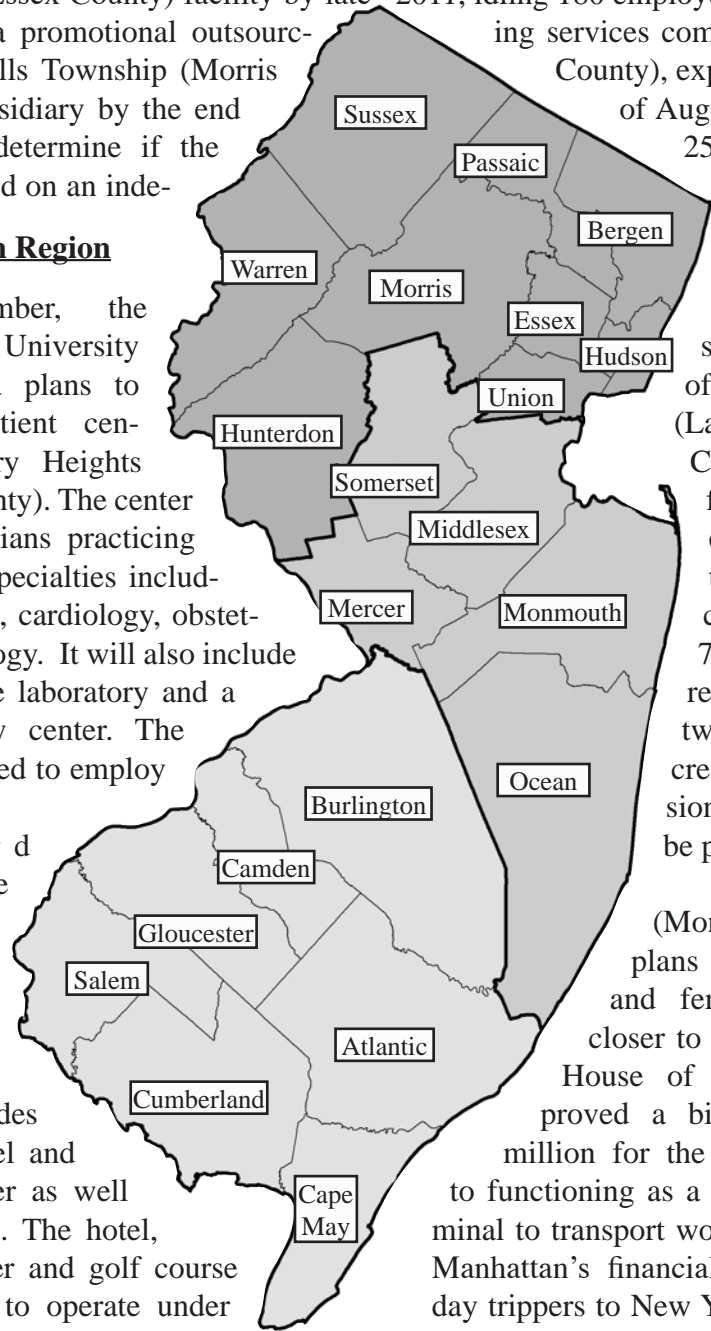 Essex County) facility by late
a promotional outsourc-
lls Township (Morris
sidiary by the end
determine if the
d on an inde-
n Region
mber, the
University
plans to
tient cen-
ry Heights
nty). The center
ians practicing
pecialties includ-
, cardiology, obstet-
ogy. It will also include
e laboratory and a
y center. The
ed to employ
d
e
des
el and
er as well
. The hotel,
er and golf course
to operate under
Sussex
Passaic
Bergen
Warren
Morris
Essex
Hudson
Union
Hunterdon
Somerset
Middlesex
Mercer
Monmouth
Ocean
Burlington
Camden
Gloucester
Salem
Atlantic
Cumberland
Cape
May
2011, idling 180 employ
ing services com
County), exp
of Aug
25
s
of
(La
C
f
t
c
7
re
tw
cre
sion
be p
(Mon
plans
and fer
closer to
House of
proved a bi
million for the
to functioning as a
minal to transport wo
Manhattan's financial
day trippers to New Y